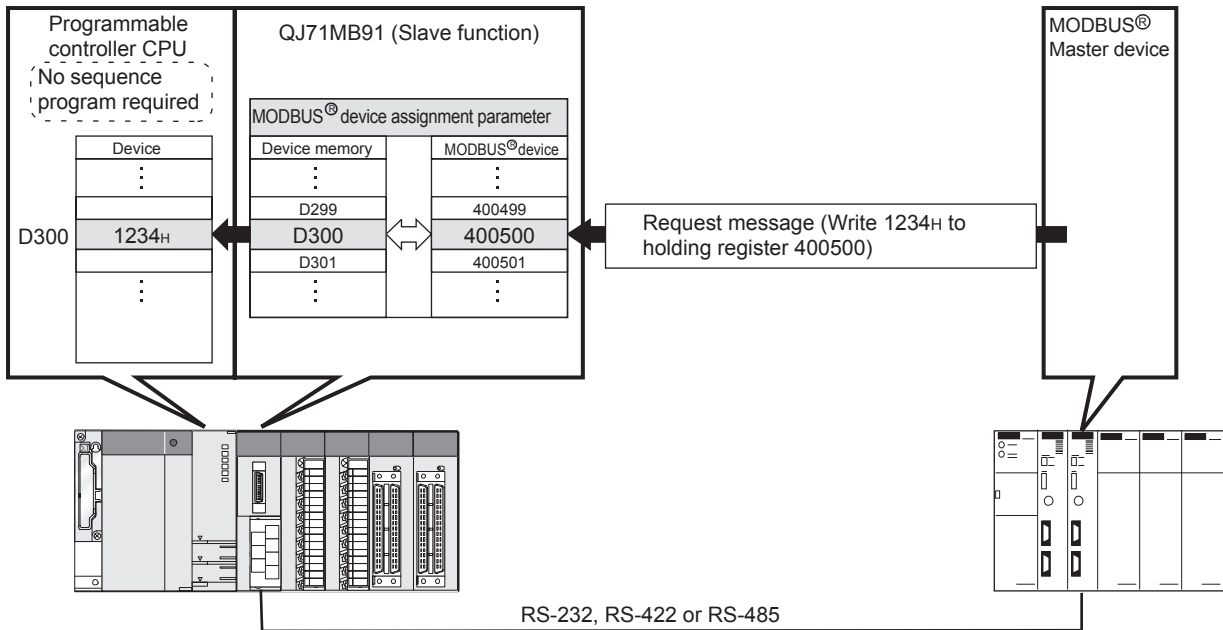 Programmable
controller CPU
No sequence
program required
Device
D300
1234H
QJ71MB91 (Slave function)
MODBUS® device assignment parameter
Device memory
MODBUS® device
D299
400499
D300
400500
D301
400501
Request message (Write 1234H to
holding register 400500)
MODBUS®
Master device
RS-232, RS-422 or RS-485